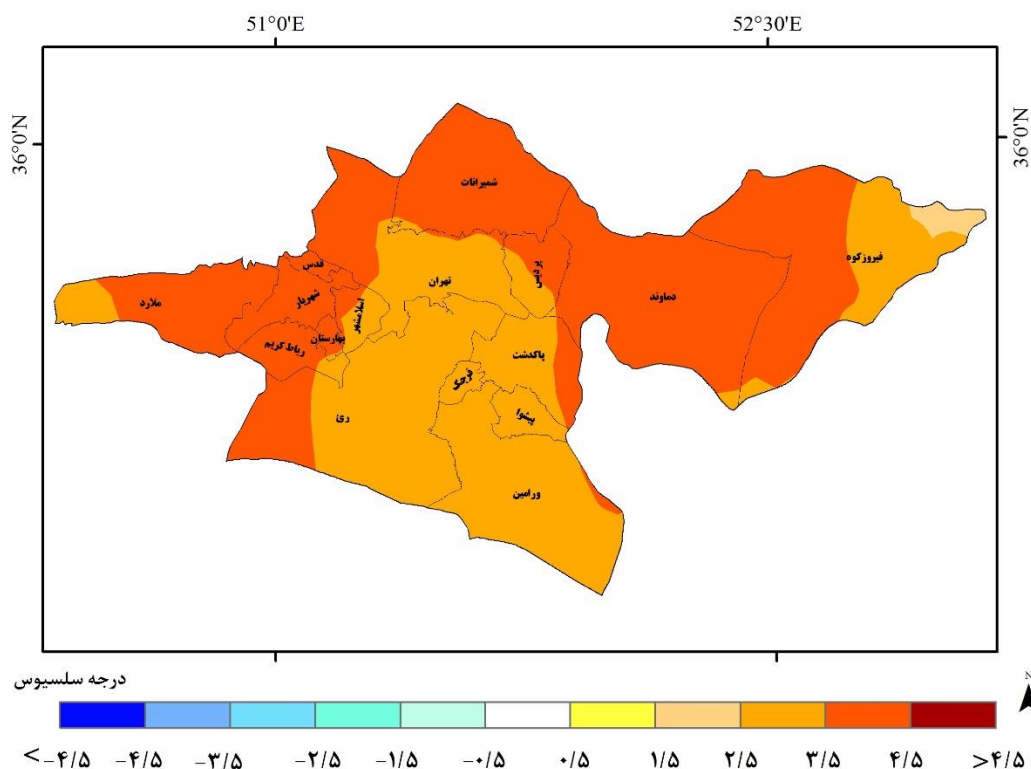 51°0'E
52°30'E
36°0'N
36°0'N
شمیرانات
فیروزکوه
پردیس
قدس
تهران
دماوند
ملارد
شهریار
اسلامشهر
بهارستان
رباط کریم
پاکدشت
قرچک
پیشوا
ری
ورامین
درجه سلسیوس
N
<-۴/۵ -۴/۵ -۳/۵ -۲/۵ -۱/۵ -۰/۵ ۰/۵ ۱/۵ ۲/۵ ۳/۵ ۴/۵ >۴/۵